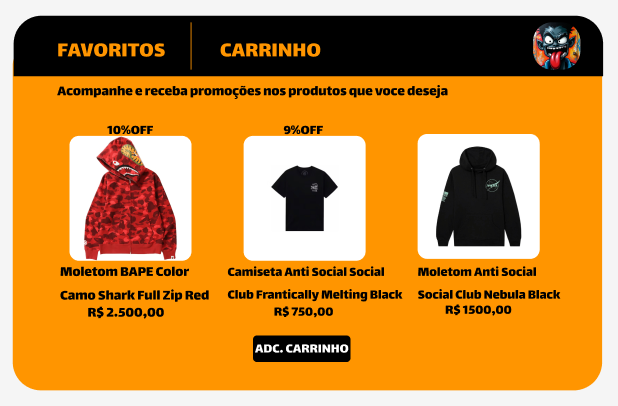 FAVORITOS
CARRINHO
Acompanhe e receba promoções nos produtos que voce deseja
10%OFF
9%OFF
Moletom BAPE Color
Camo Shark Full Zip Red
R$ 2.500,00
Camiseta Anti Social Social
Club Frantically Melting Black
R$ 750,00
Moletom Anti Social
Social Club Nebula Black
R$ 1500,00
ADC. CARRINHO